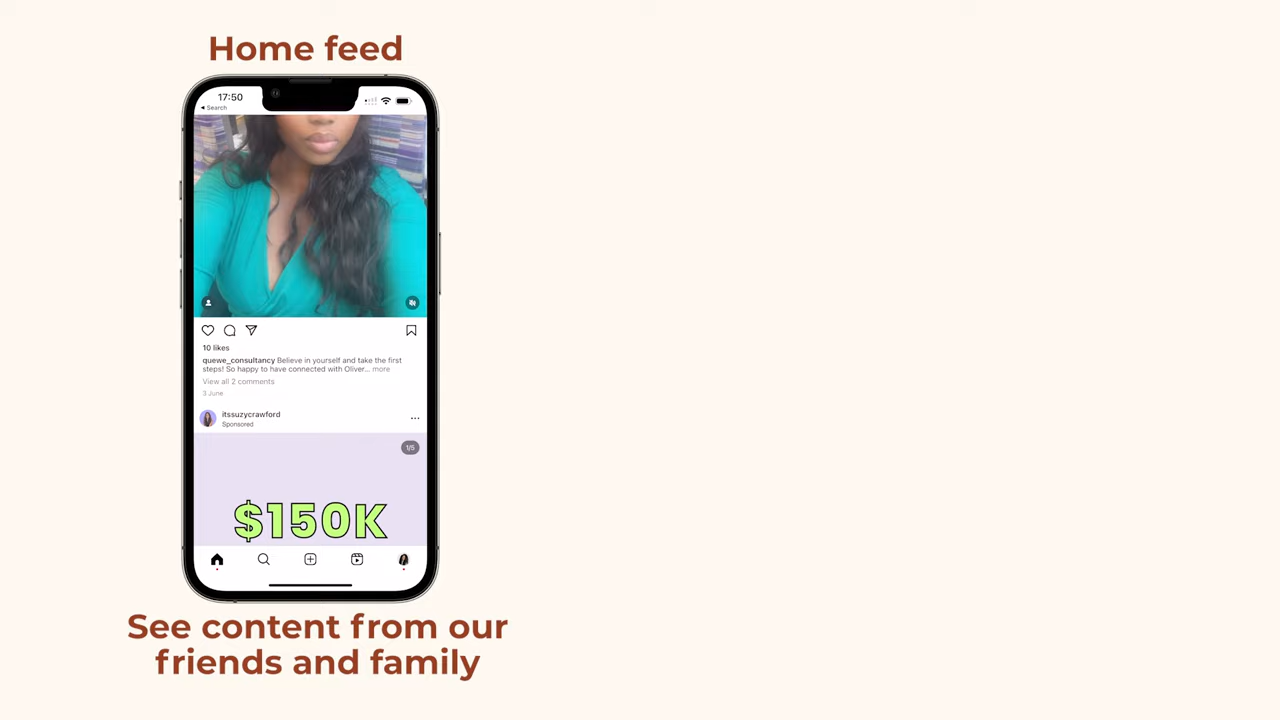 Home feed
17:50
◄ Search
10 likes
quewe_consultancy Believe in yourself and take the first
steps! So happy to have connected with Oliver... more
View all 2 comments
3 June
itssuzycrawford
Sponsored
1/5
$150K
See content from our
friends and family